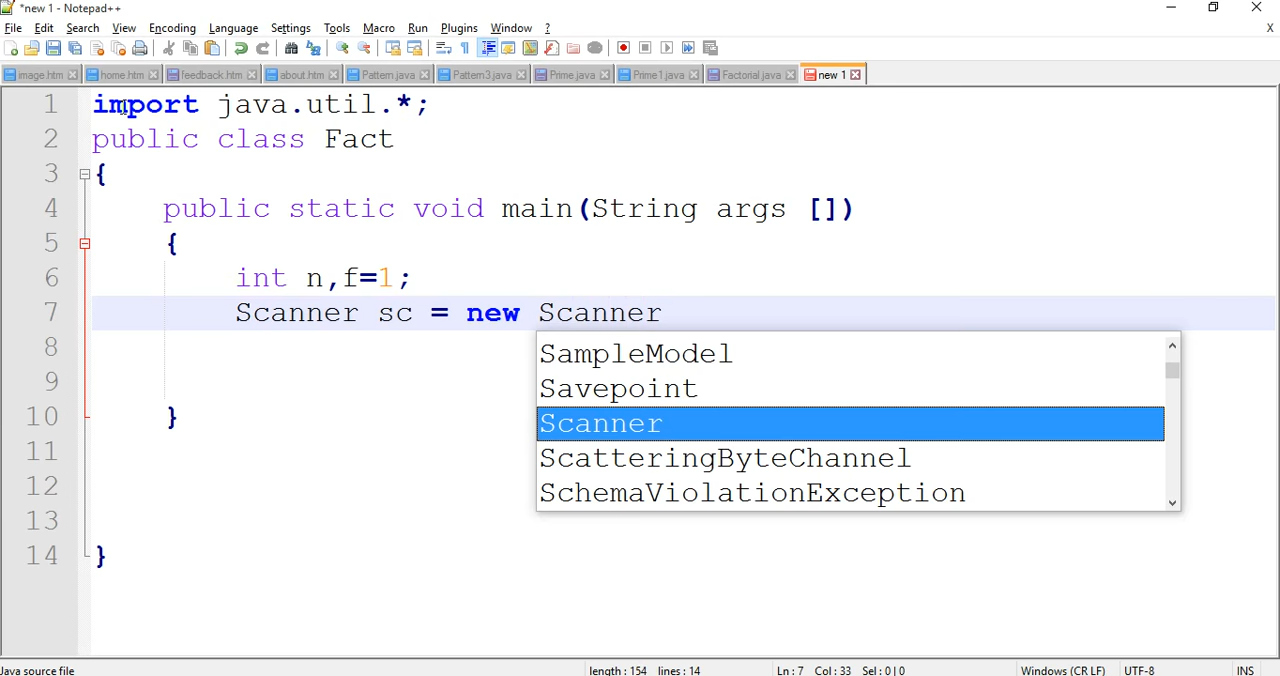 *new 1 - Notepad++
File Edit Search View Encoding Language Settings Tools Macro Run Plugins Window ? X
image.htm home.htm feedback.htm about.htm Pattern.java Pattern3.java Prime.java Prime1.java Factorial.java new 1
1 import java.util.*;
2 public class Fact
3 {
4 public static void main(String args [])
5 {
6 int n,f=1;
7 Scanner sc = new Scanner
8 SampleModel
9 Savepoint
10 }
Scanner
11 ScatteringByteChannel
12 SchemaViolationException
13
14 }
Java source file length : 154 lines : 14 Ln : 7 Col : 33 Sel : 0 | 0 Windows (CR LF) UTF-8 INS